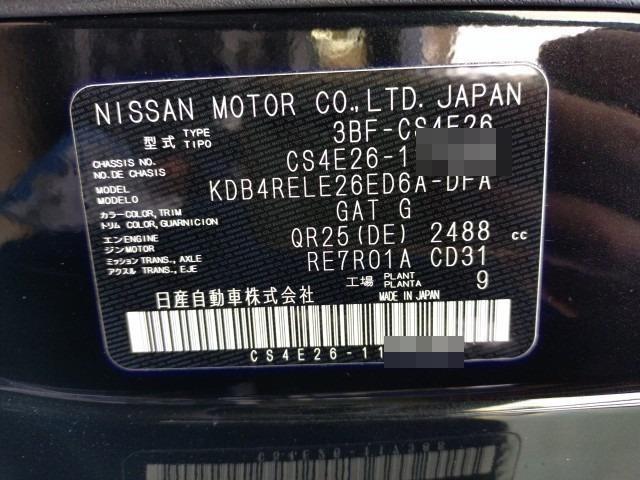 NISSAN MOTOR CO.,LTD. JAPAN
型式 TYPE TIPO 3BF-CS4E26
CHASSIS NO. NO.DE CHASIS CS4E26-1
MODEL MODELO KDB4RELE26ED6A-DFA
カラー COLOR, TRIM トリム COLOR, GUARNICION GAT G
エンジン ENGINE MOTOR QR25(DE) 2488 cc
ミッション TRANS., AXLE アクスル TRANS., EJE RE7R01A CD31
工場 PLANT PLANTA 9
日産自動車株式会社 MADE IN JAPAN
CS4E26-11